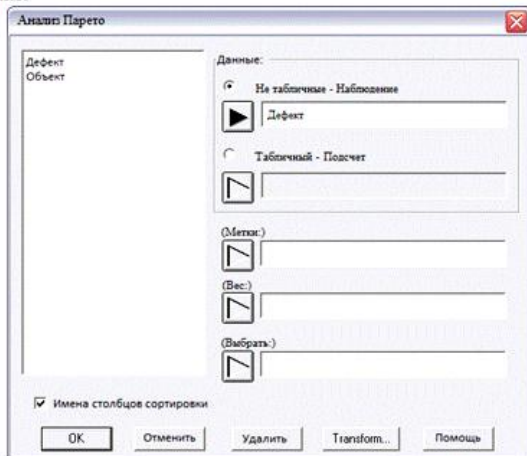 Анализ Парето
Дефект
Объект
Данные:
Не табличные - Наблюдение
Дефект
Табличный - Подсчет
(Метки:)
(Вес:)
(Выбрать:)
Имена столбцов сортировки
OK
Отменить
Удалить
Transform...
Помощь